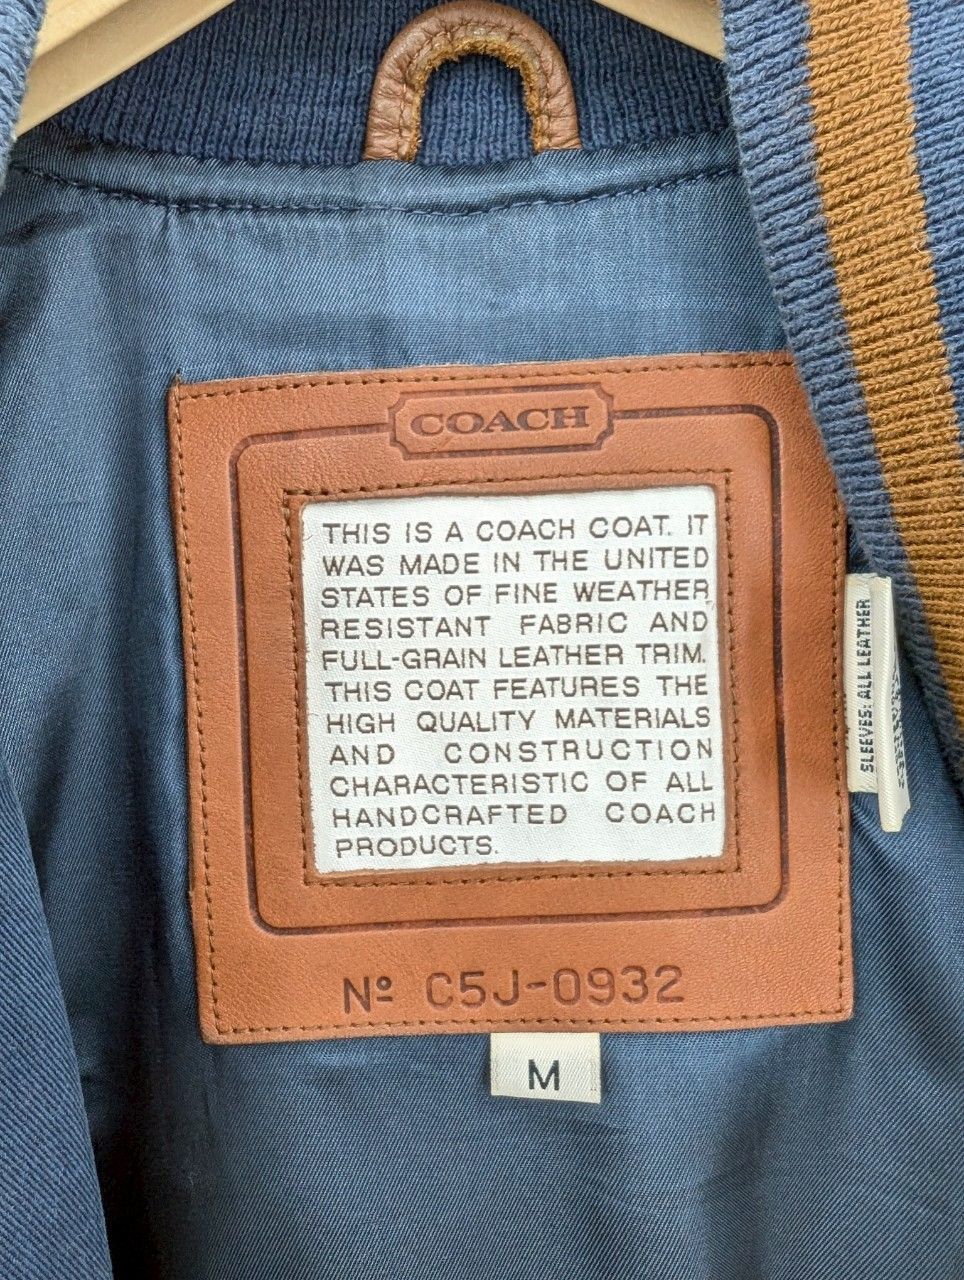 COACH
THIS IS A COACH COAT. IT
WAS MADE IN THE UNITED
STATES OF FINE WEATHER
RESISTANT FABRIC AND
FULL-GRAIN LEATHER TRIM.
THIS COAT FEATURES THE
HIGH QUALITY MATERIALS
AND CONSTRUCTION
CHARACTERISTIC OF ALL
HANDCRAFTED COACH
PRODUCTS.
Nº C5J-0932
M
SLEEVES: ALL LEATHER